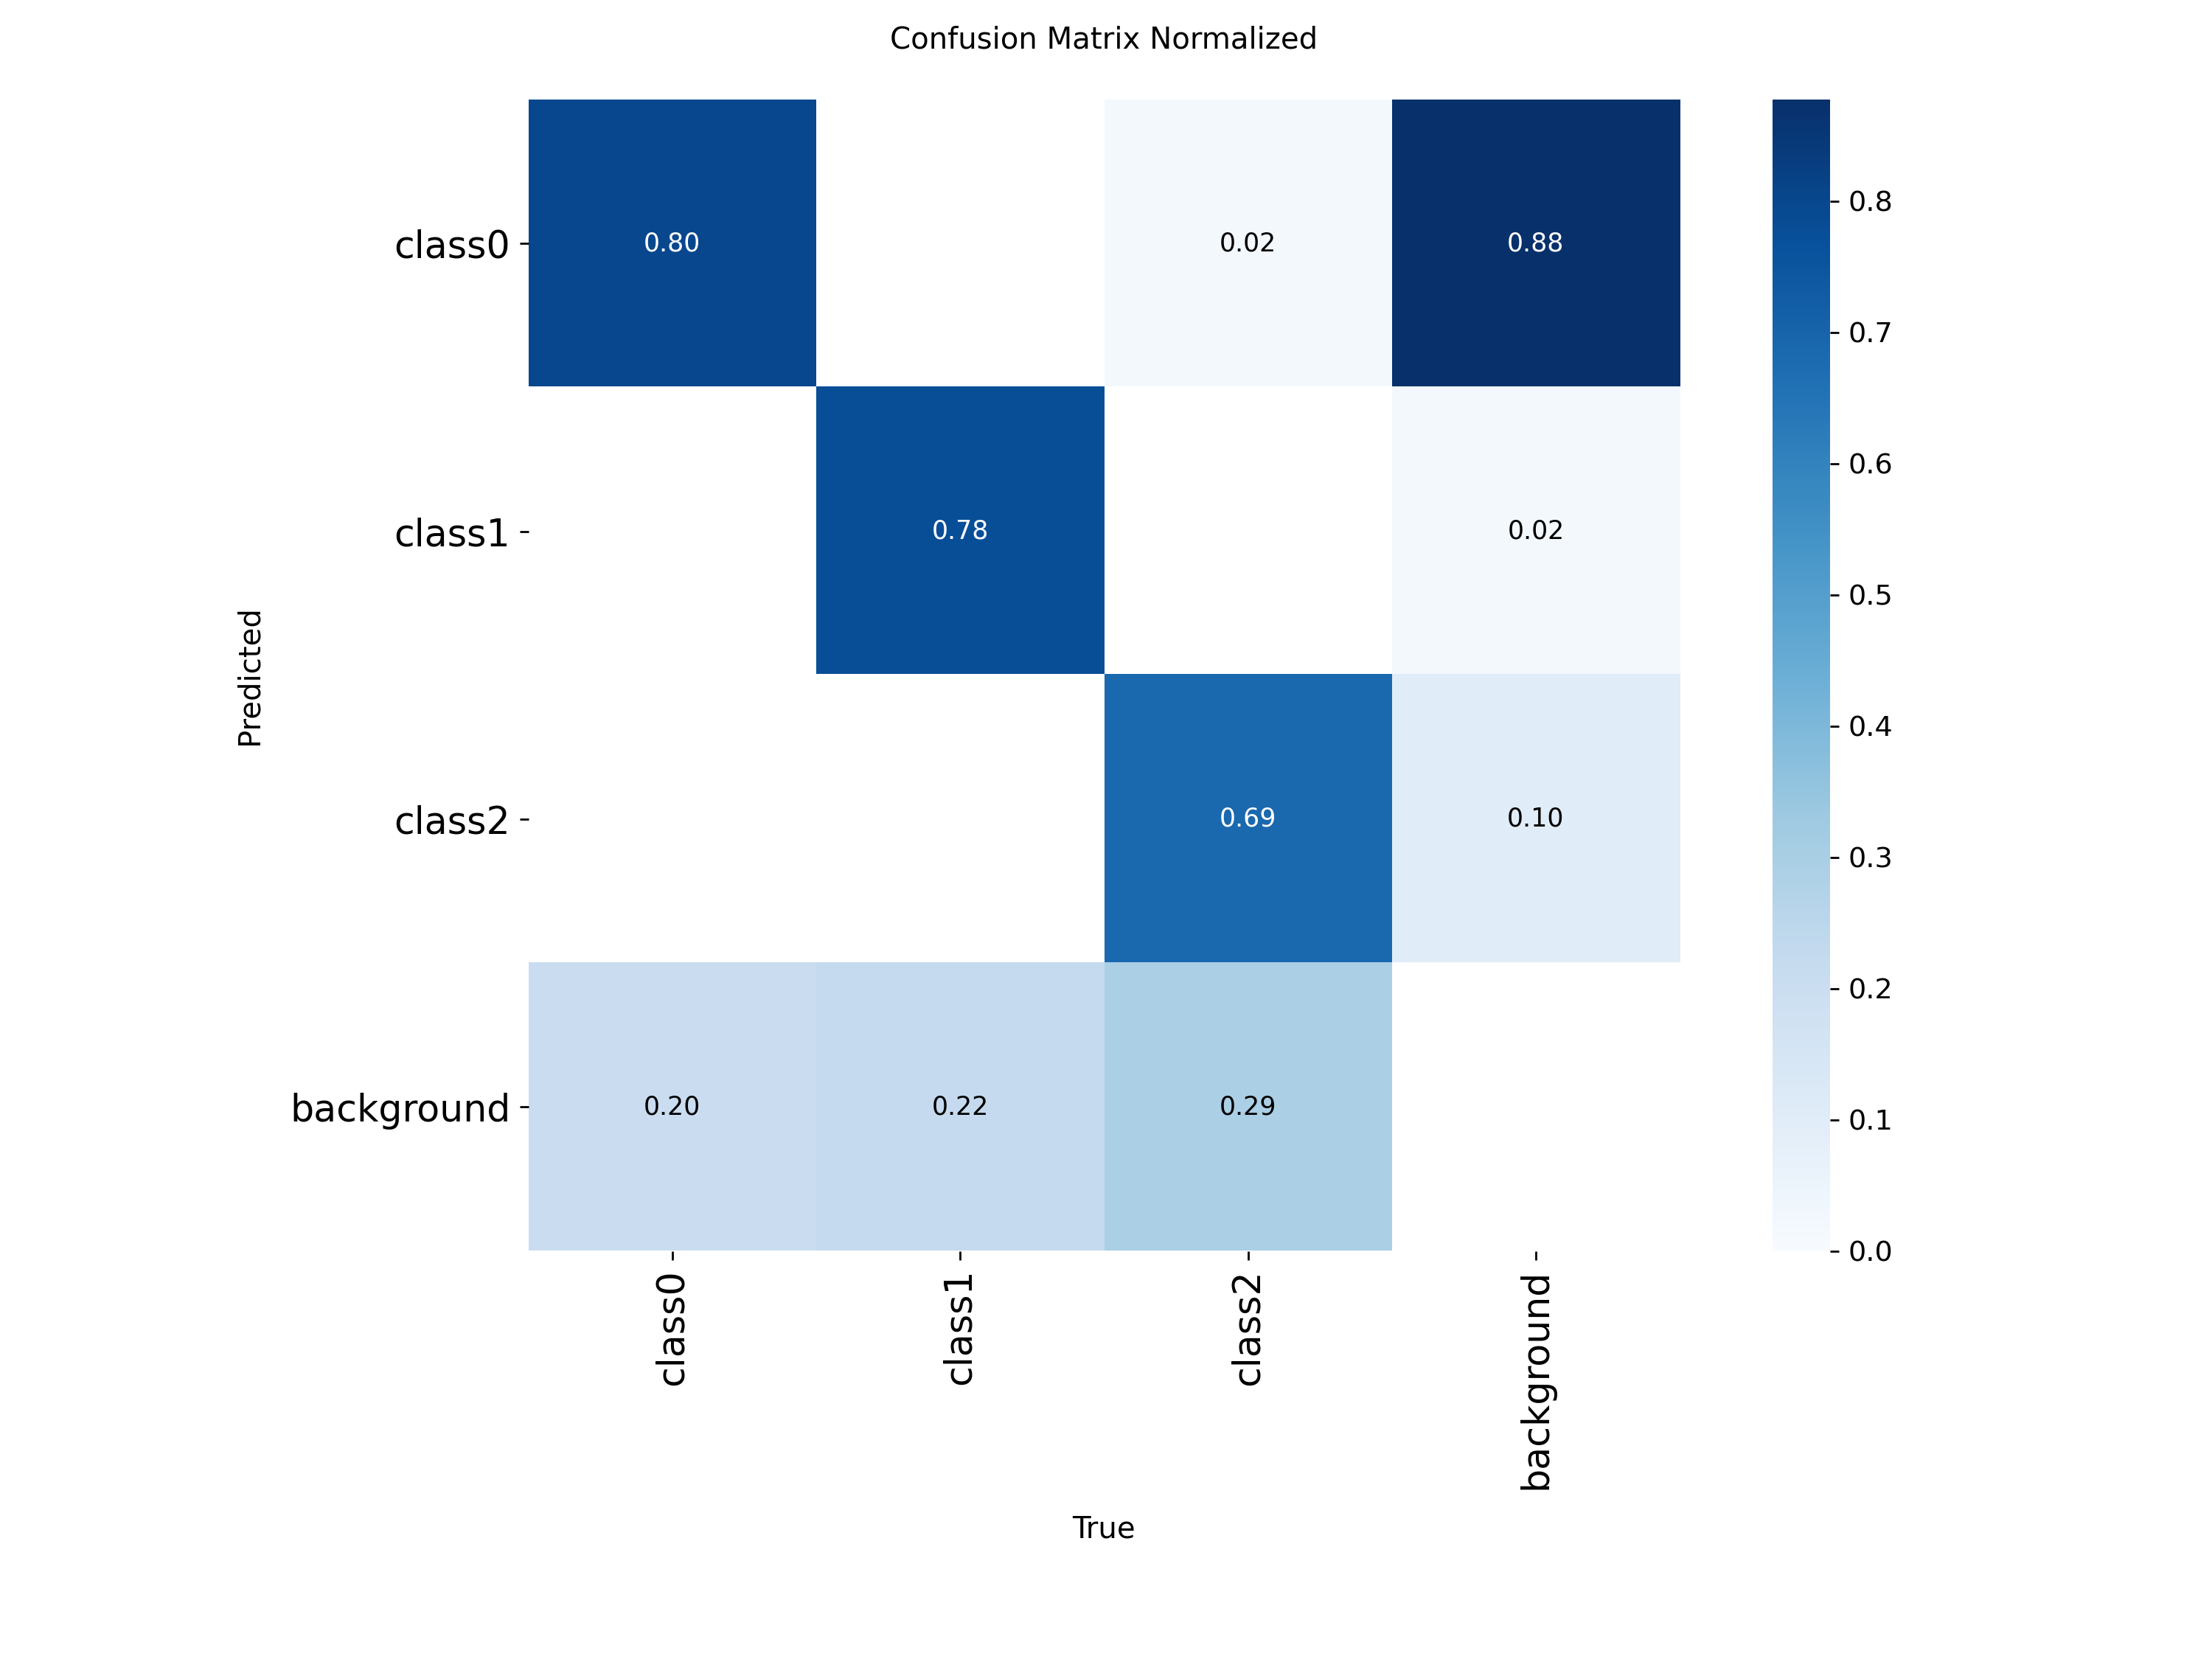 Confusion Matrix Normalized
class0
0.80
0.02
0.88
0.8
0.7
class1
0.78
0.02
0.6
0.5
Predicted
class2
0.69
0.10
0.4
0.3
background
0.20
0.22
0.29
0.2
0.1
0.0
class0
class1
class2
background
True